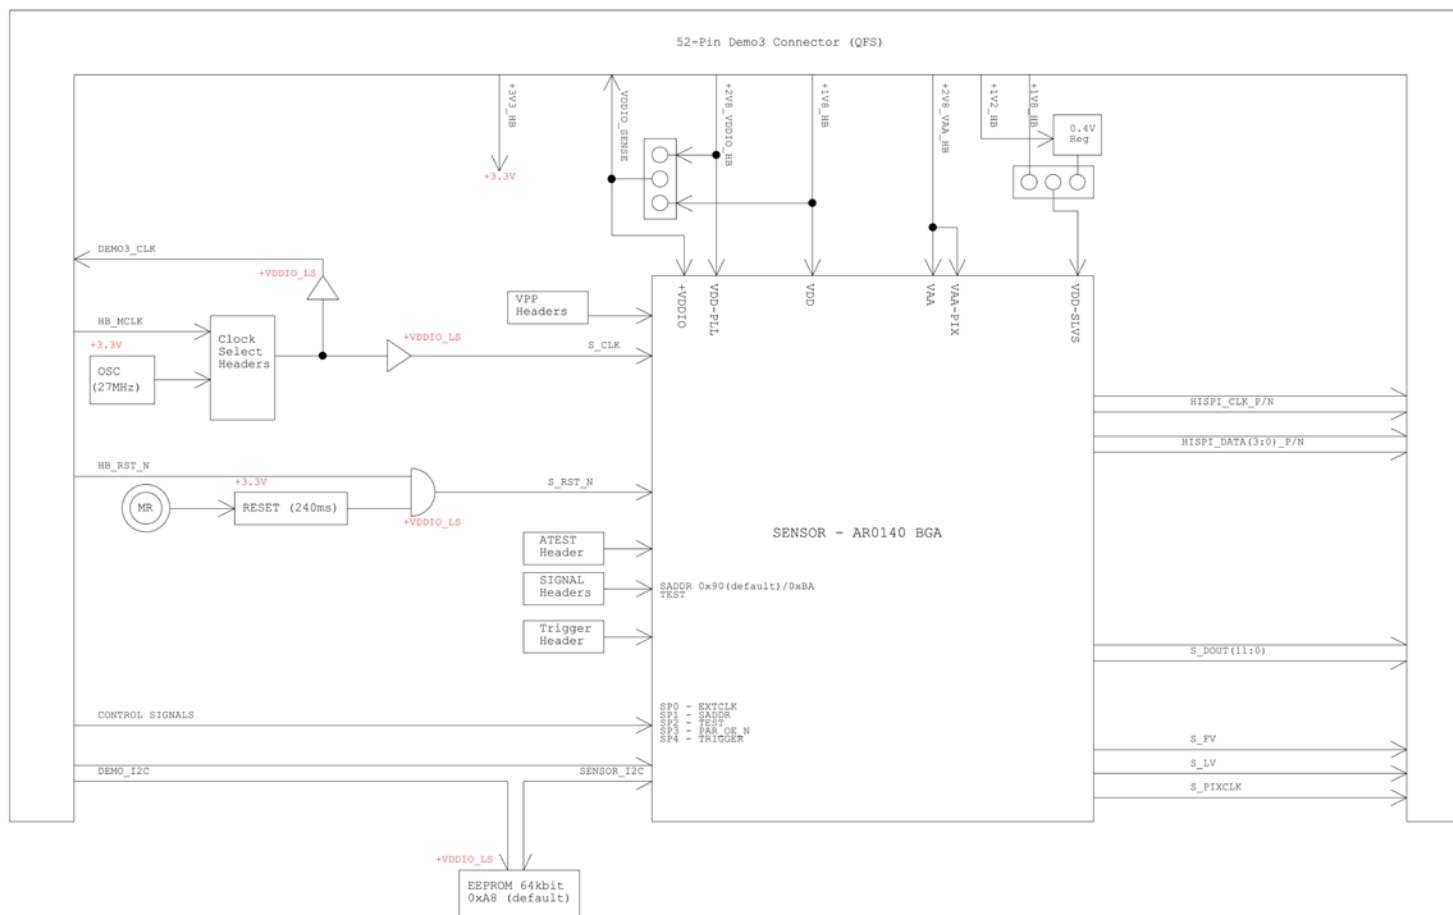 52-Pin Demo3 Connector (QFS)
+3V3_HB
VDDIO_SENSE
+2V8_VDDIO_HB
+1V8_HB
+2V8_VAA_HB
+1V2_HB
+1V8_HB
0.4V
Reg
+3.3V
DEMO3_CLK
+VDDIO_LS
VPP
Headers
+VDDIO
VDD-PLL
VDD
VAA
VAA-PIX
VDD-SLVS
HB_MCLK
+3.3V
OSC
(27MHz)
Clock
Select
Headers
+VDDIO_LS
S_CLK
HISPI_CLK_P/N
HISPI_DATA(3:0)_P/N
HB_RST_N
+3.3V
MR
RESET (240ms)
+VDDIO_LS
S_RST_N
SENSOR - AR0140 BGA
ATEST
Header
SIGNAL
Headers
SADDR 0x90(default)/0xBA
TEST
Trigger
Header
S_DOUT(11:0)
CONTROL SIGNALS
SP0 - EXTCLK
SP1 - SADDR
SP2 - TEST
SP3 - PAR_OE_N
SP4 - TRIGGER
S_FV
S_LV
S_PIXCLK
DEMO_I2C
SENSOR_I2C
+VDDIO_LS
EEPROM 64kbit
0xA8 (default)